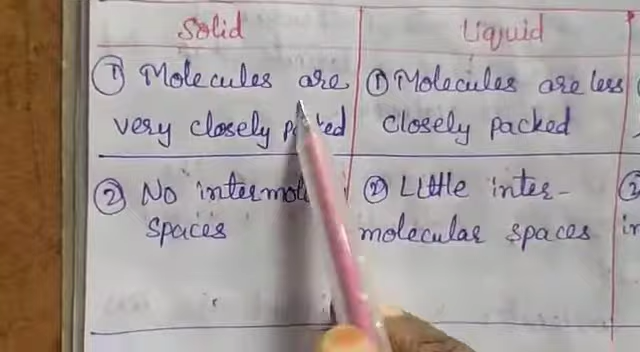 Solid
Liquid
① Molecules are
very closely packed
① Molecules are less
closely packed
② No
spaces
② Little inter-
molecular spaces